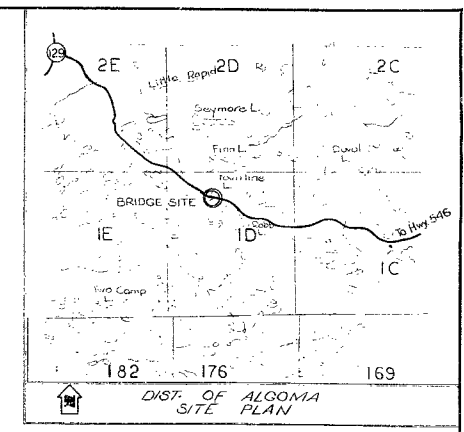 129
2E 2D 2C
Little Rapid
Seymore L.
Finn L. Duval L.
Townline L.
BRIDGE SITE
1E 1D To Hwy. 546
1C
Two Camp L.
182 176 169
DIST. OF ALGOMA
SITE PLAN